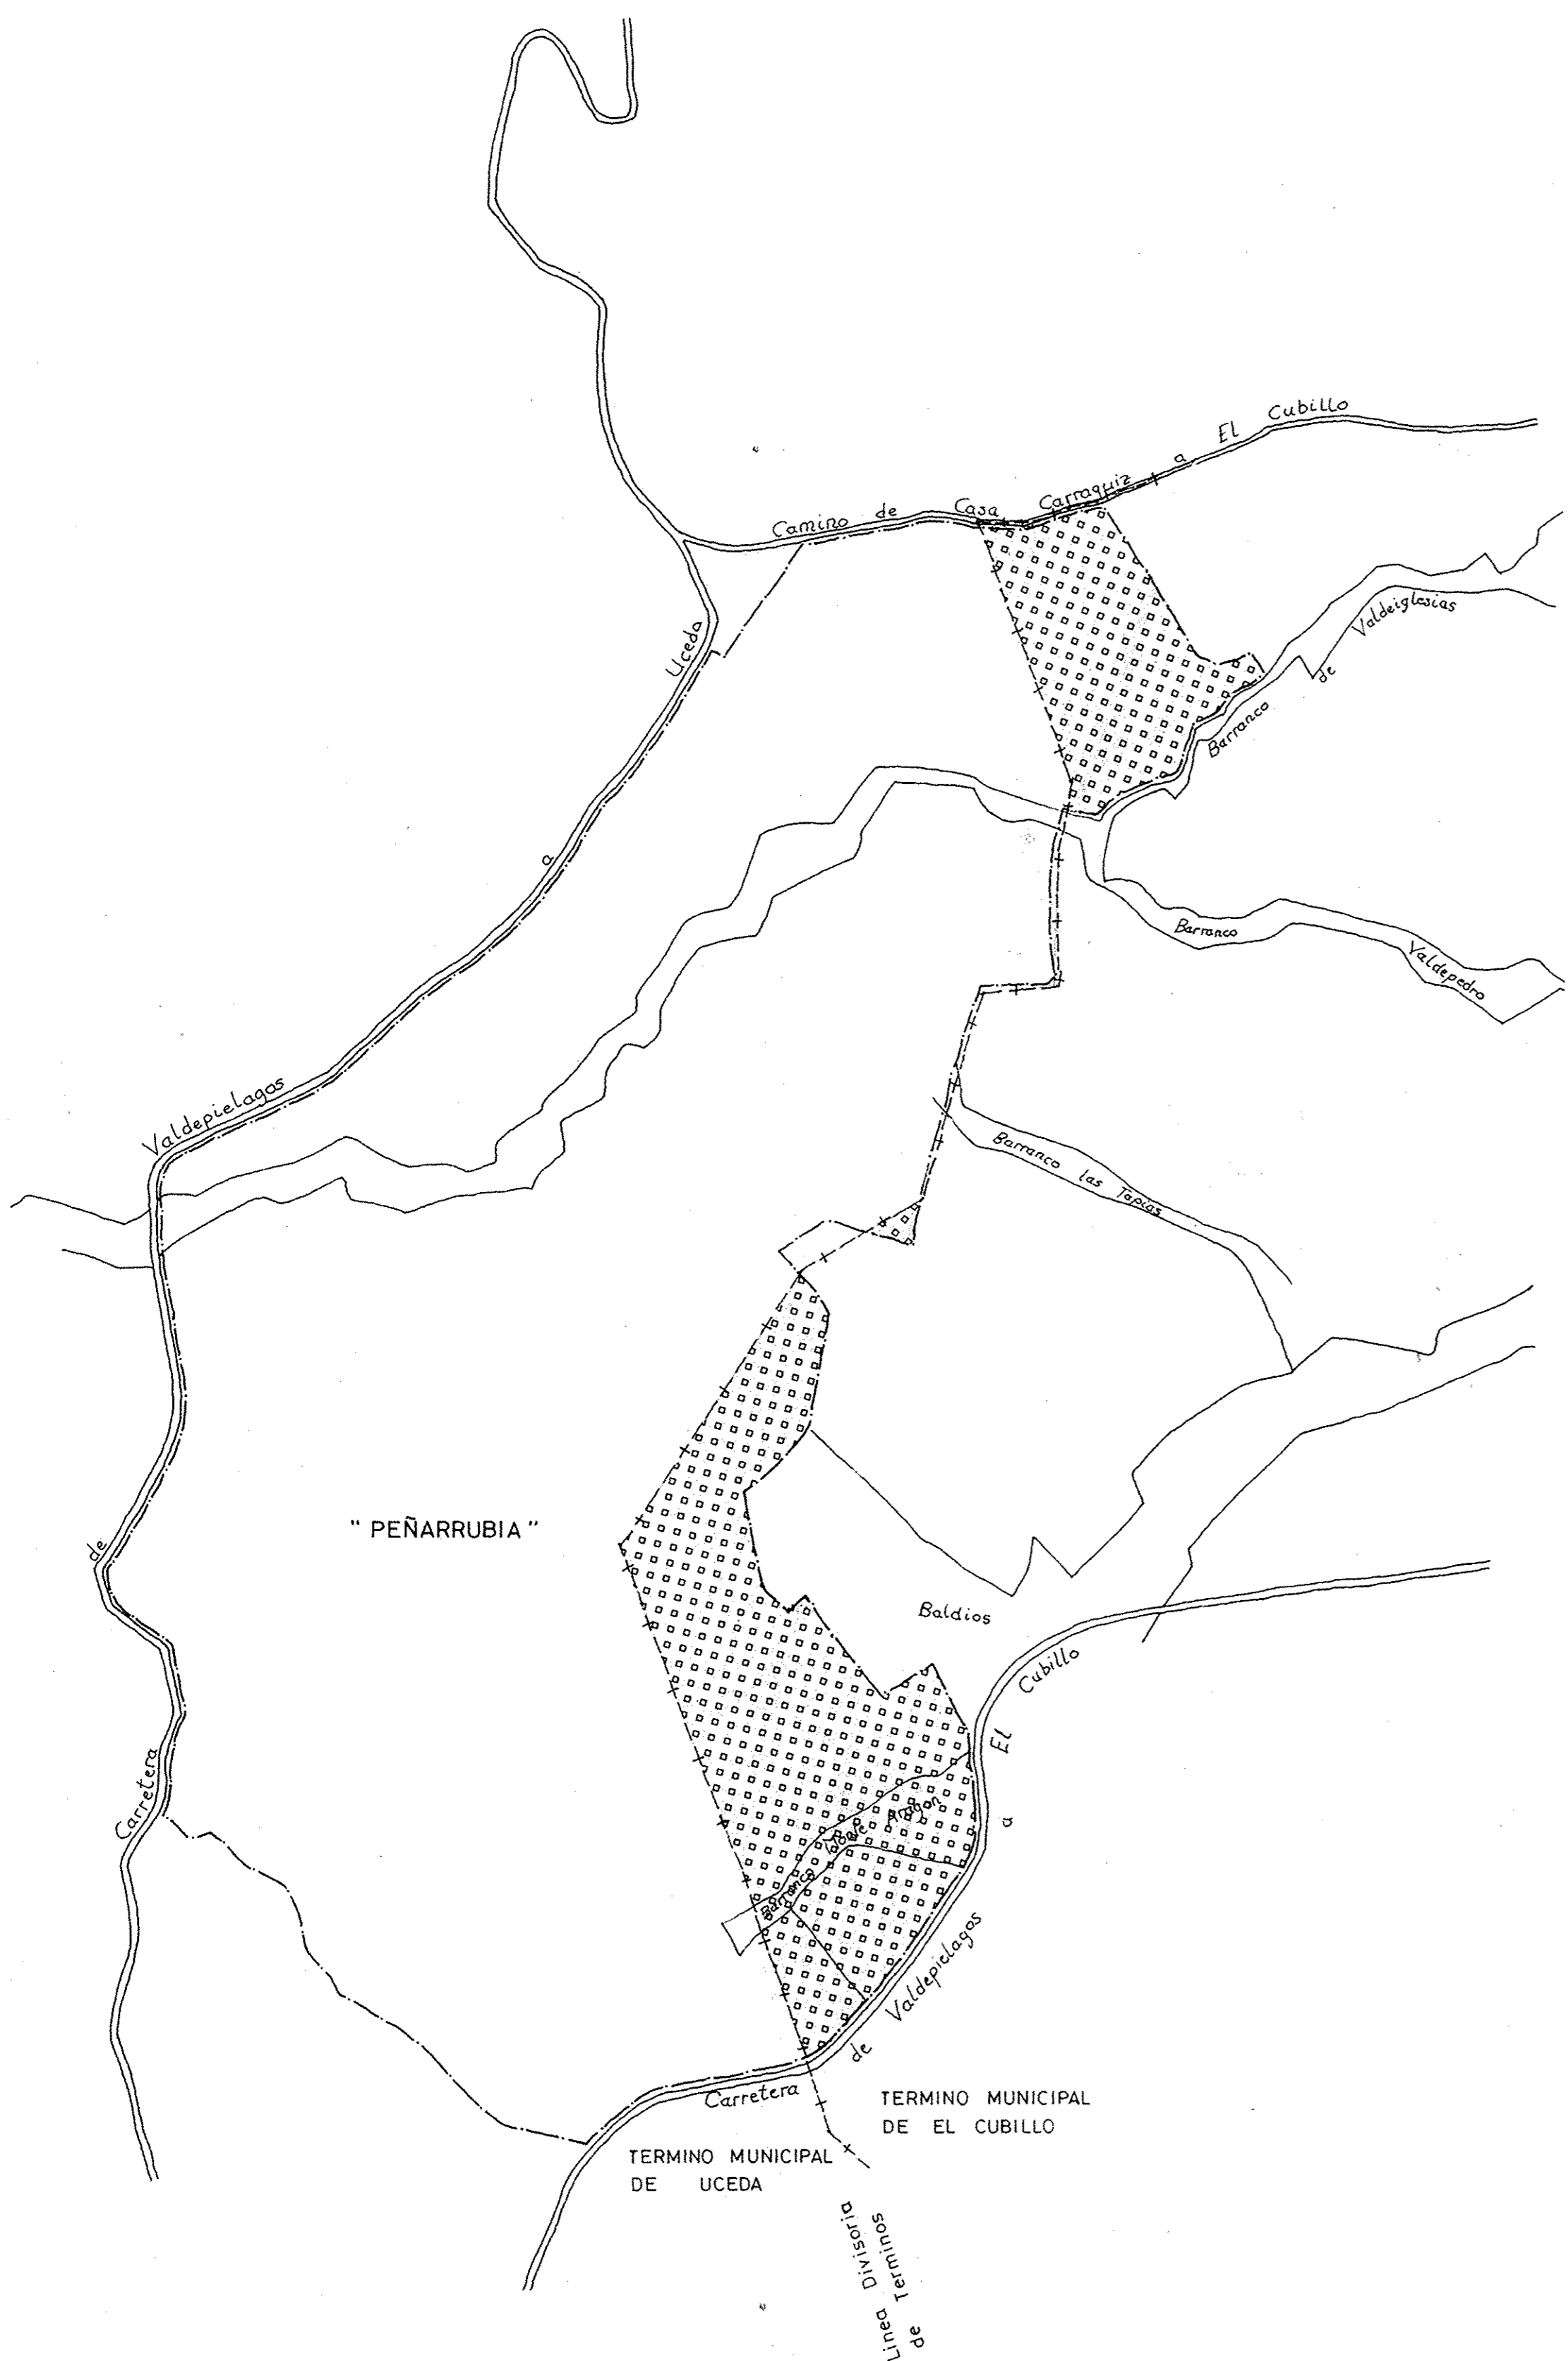 Camino de Casa Carraquiz a El Cubillo
Carretera de Valdepielagos a Uceda
Barranco de Valdeiglesias
Barranco Valdepedro
Barranco las Tapias
" PEÑARRUBIA "
Baldios
Barranco Aragon
Carretera de Valdepielagos a El Cubillo
TERMINO MUNICIPAL
DE EL CUBILLO
TERMINO MUNICIPAL
DE UCEDA
Linea Divisoria
de Terminos